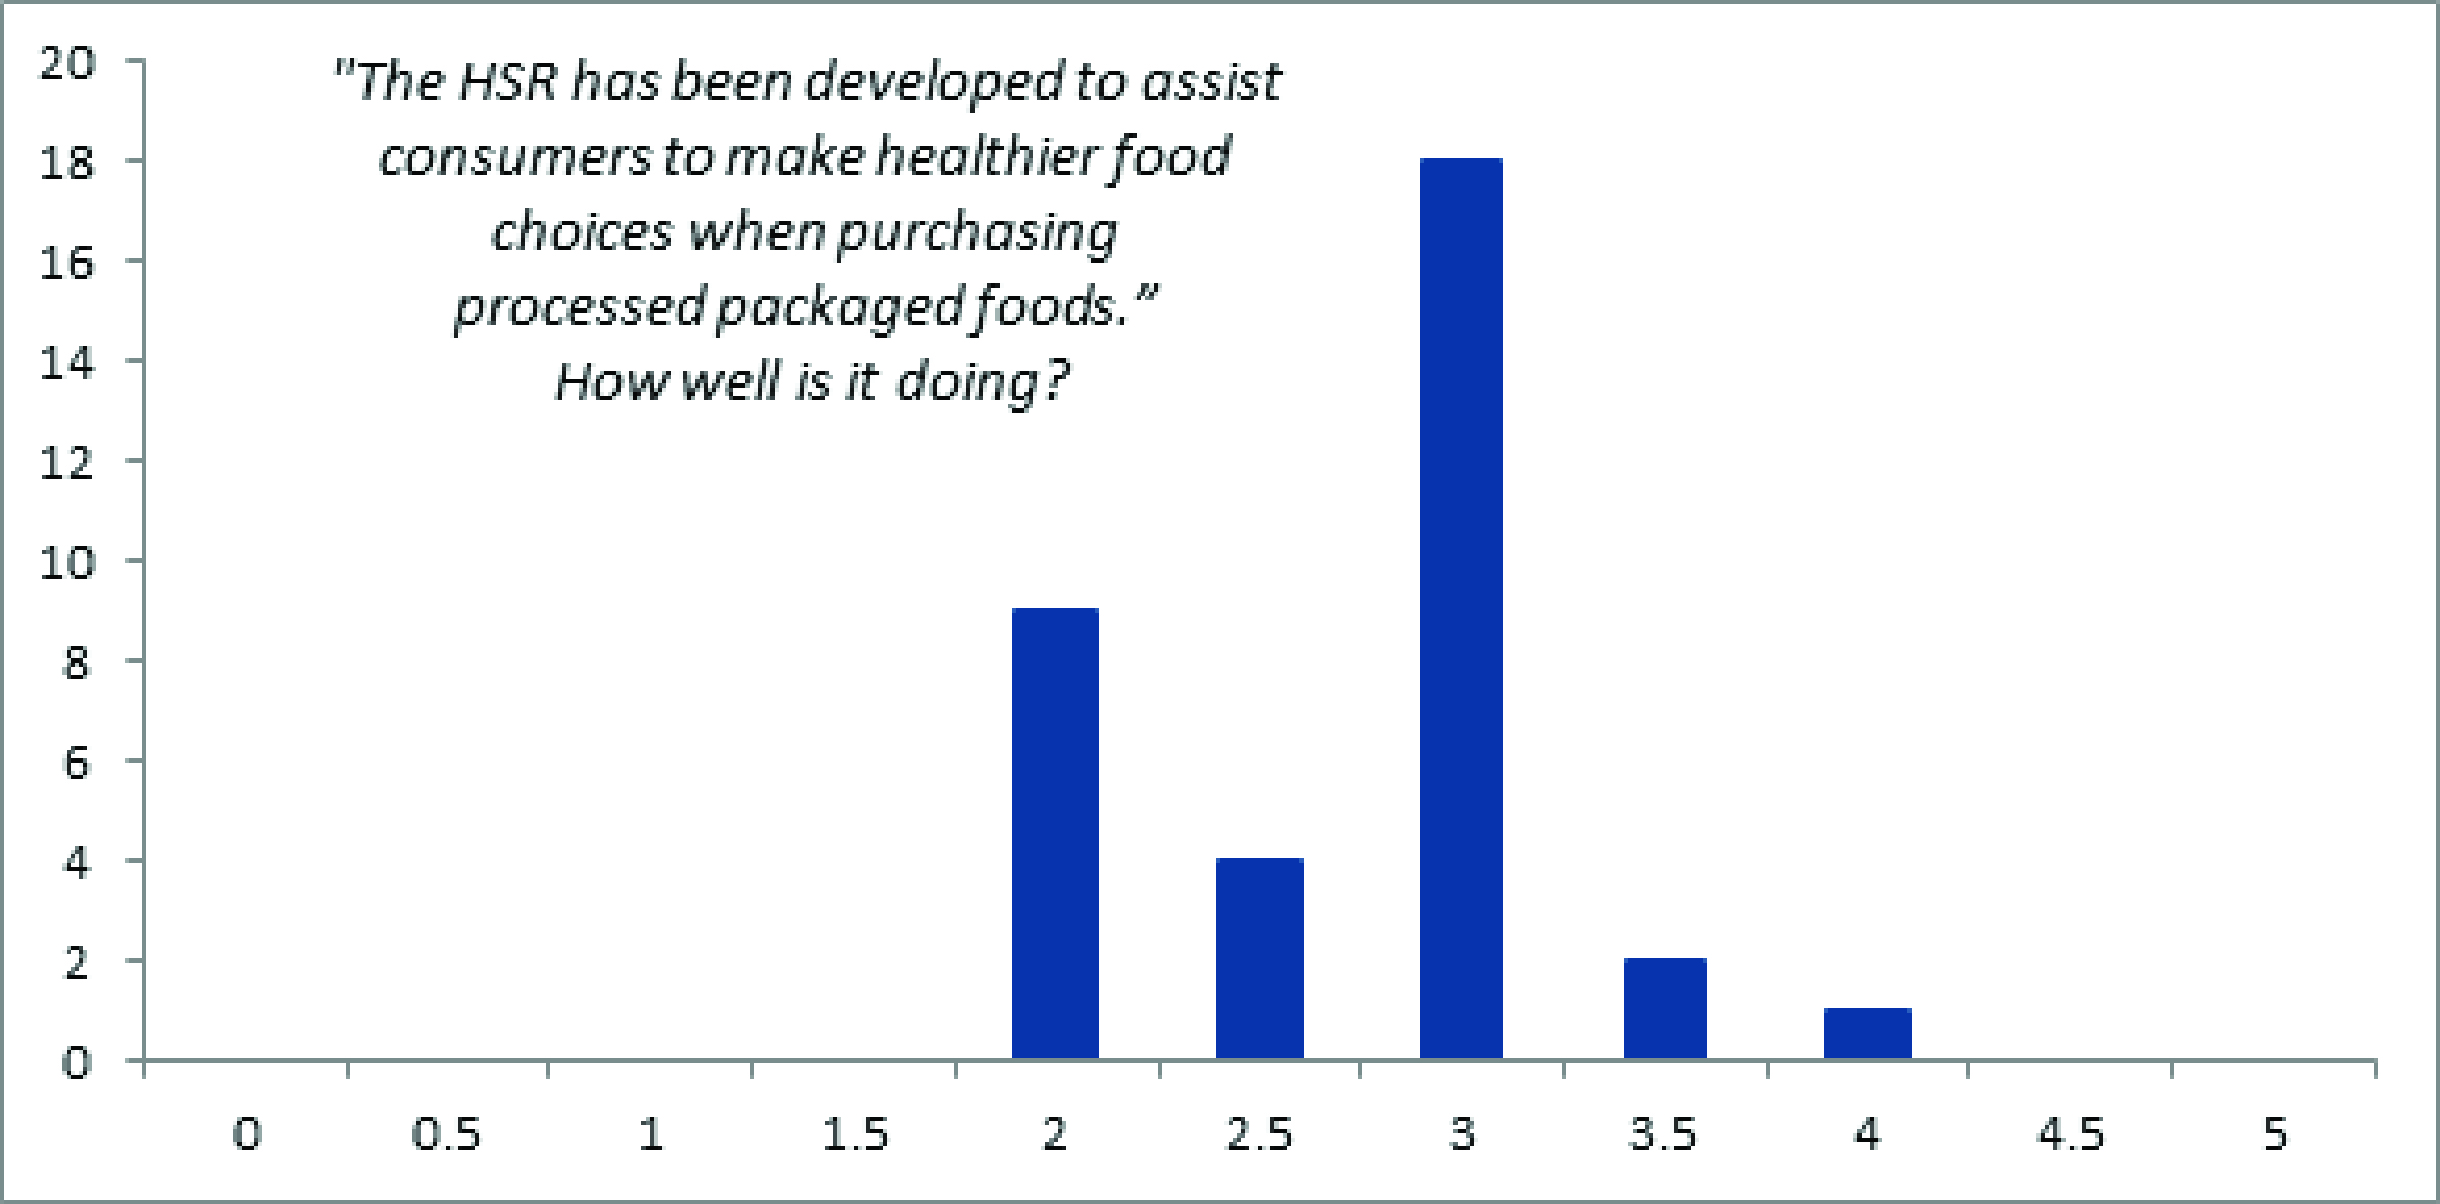 20
18
16
14
12
10
8
6
4
2
0
"The HSR has been developed to assist
consumers to make healthier food
choices when purchasing
processed packaged foods.”
How well is it doing?
0 0.5 1 1.5 2 2.5 3 3.5 4 4.5 5